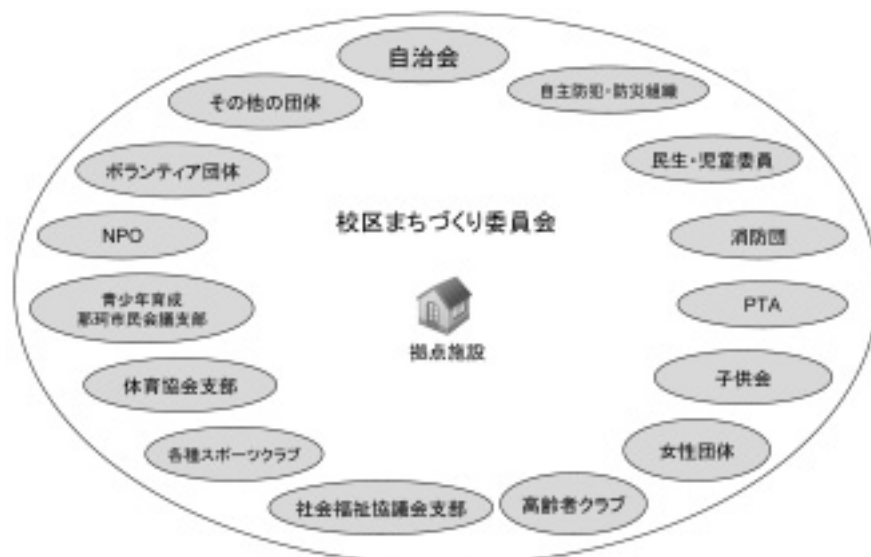 自治会
その他の団体
自主防犯・防災組織
ボランティア団体
民生・児童委員
校区まちづくり委員会
NPO
消防団
青少年育成
那珂市民会議支部
PTA
拠点施設
体育協会支部
子供会
各種スポーツクラブ
女性団体
社会福祉協議会支部
高齢者クラブ